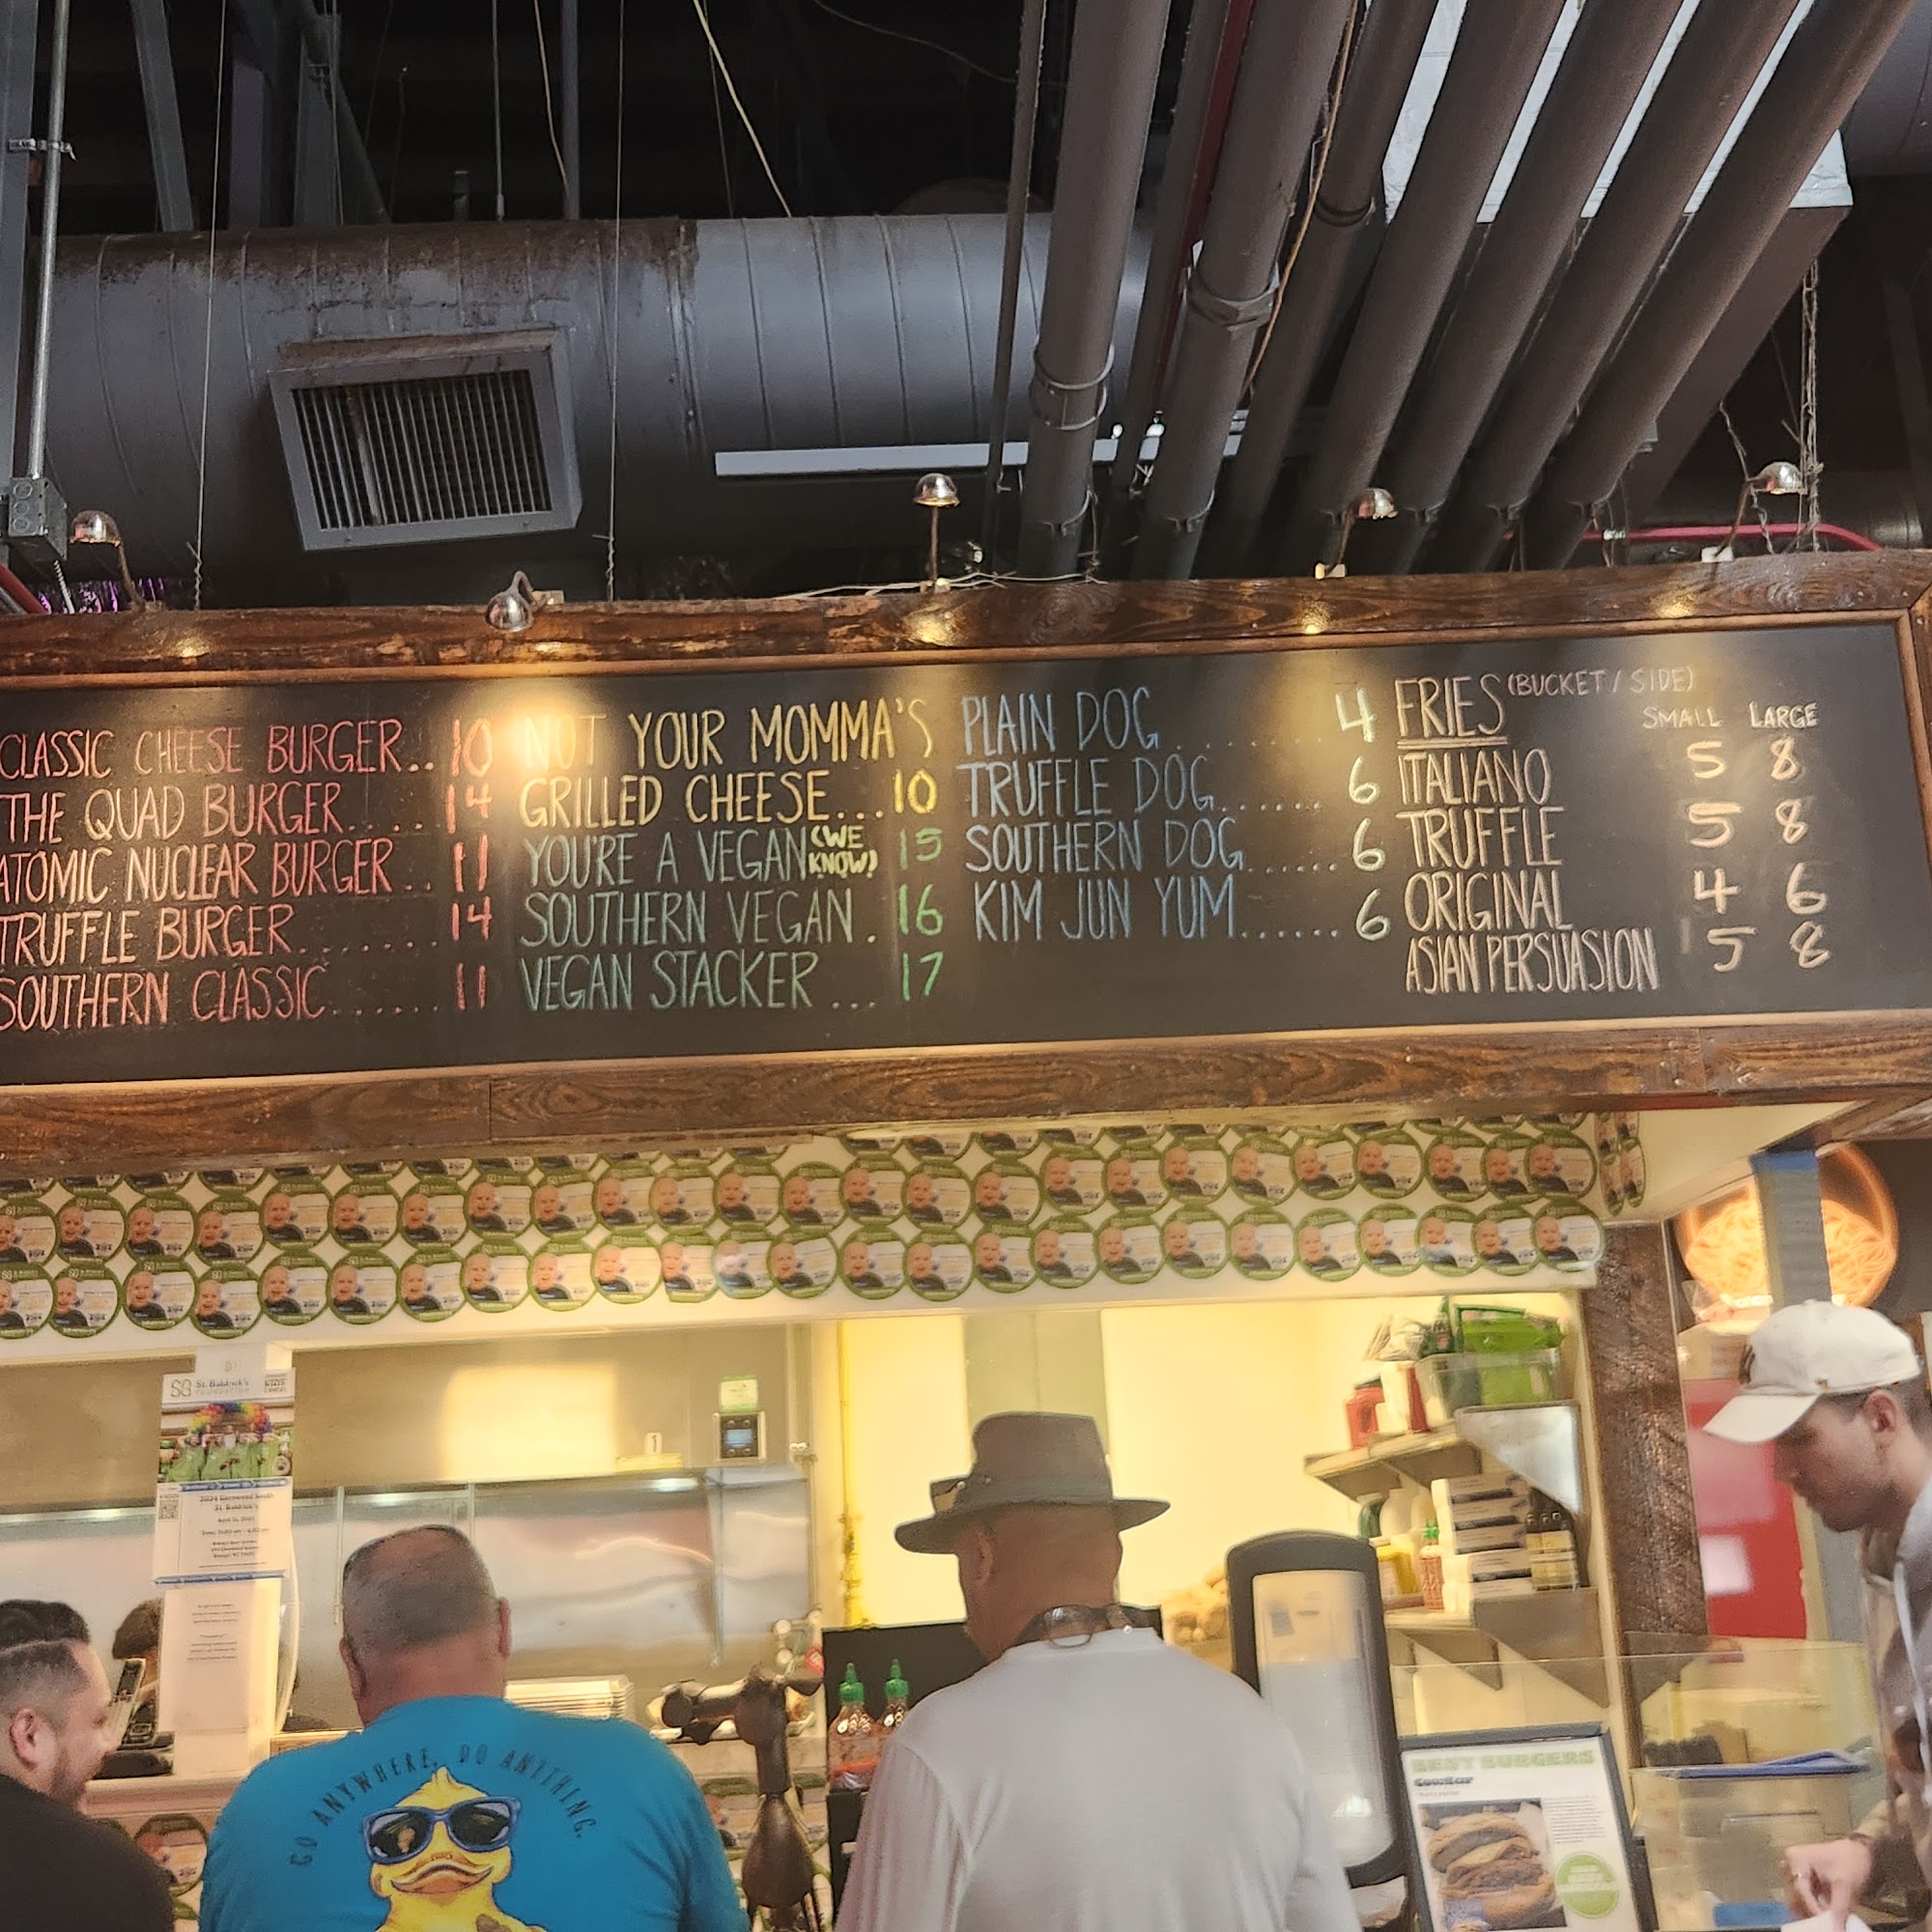 CLASSIC CHEESE BURGER.. 10
THE QUAD BURGER..... 14
ATOMIC NUCLEAR BURGER.. 11
TRUFFLE BURGER....... 14
SOUTHERN CLASSIC...... 11
NOT YOUR MOMMA'S
GRILLED CHEESE... 10
YOU'RE A VEGAN (WE KNOW!) 15
SOUTHERN VEGAN. 16
VEGAN STACKER ... 17
PLAIN DOG....... 4
TRUFFLE DOG...... 6
SOUTHERN DOG...... 6
KIM JUN YUM...... 6
FRIES (BUCKET / SIDE)
SMALL LARGE
ITALIANO 5 8
TRUFFLE 5 8
ORIGINAL 4 6
ASIAN PERSUASION 5 8
St. Baldrick's
FOUNDATION
GO ANYWHERE, DO ANYTHING.
BEST BURGERS